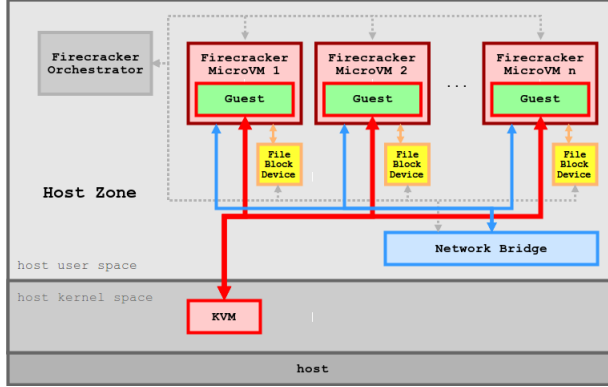 Firecracker
Orchestrator
Firecracker
MicroVM 1
Guest
Firecracker
MicroVM 2
Guest
...
Firecracker
MicroVM n
Guest
File
Block
Device
File
Block
Device
File
Block
Device
Host Zone
Network Bridge
host user space
host kernel space
KVM
host